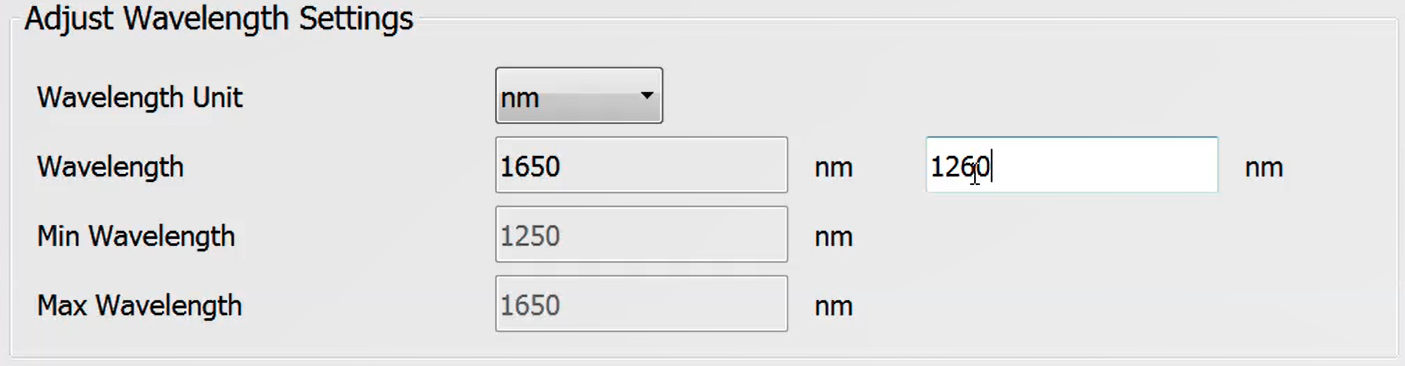 Adjust Wavelength Settings
Wavelength Unit nm
Wavelength 1650 nm 1260 nm
Min Wavelength 1250 nm
Max Wavelength 1650 nm